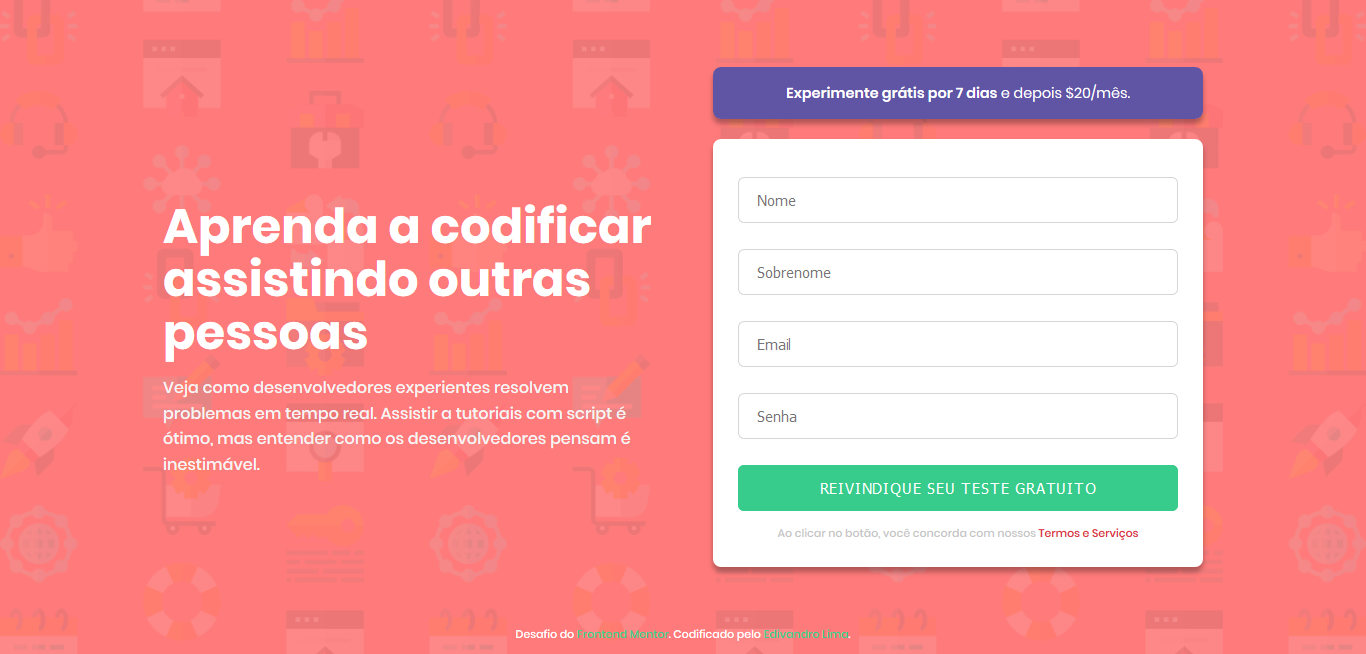 Experimente grátis por 7 dias e depois $20/mês.
Aprenda a codificar
assistindo outras
pessoas
Veja como desenvolvedores experientes resolvem
problemas em tempo real. Assistir a tutoriais com script é
ótimo, mas entender como os desenvolvedores pensam é
inestimável.
Nome
Sobrenome
Email
Senha
REIVINDIQUE SEU TESTE GRATUITO
Ao clicar no botão, você concorda com nossos Termos e Serviços
Desafio do Frontend Mentor. Codificado pelo Edivandro Lima.